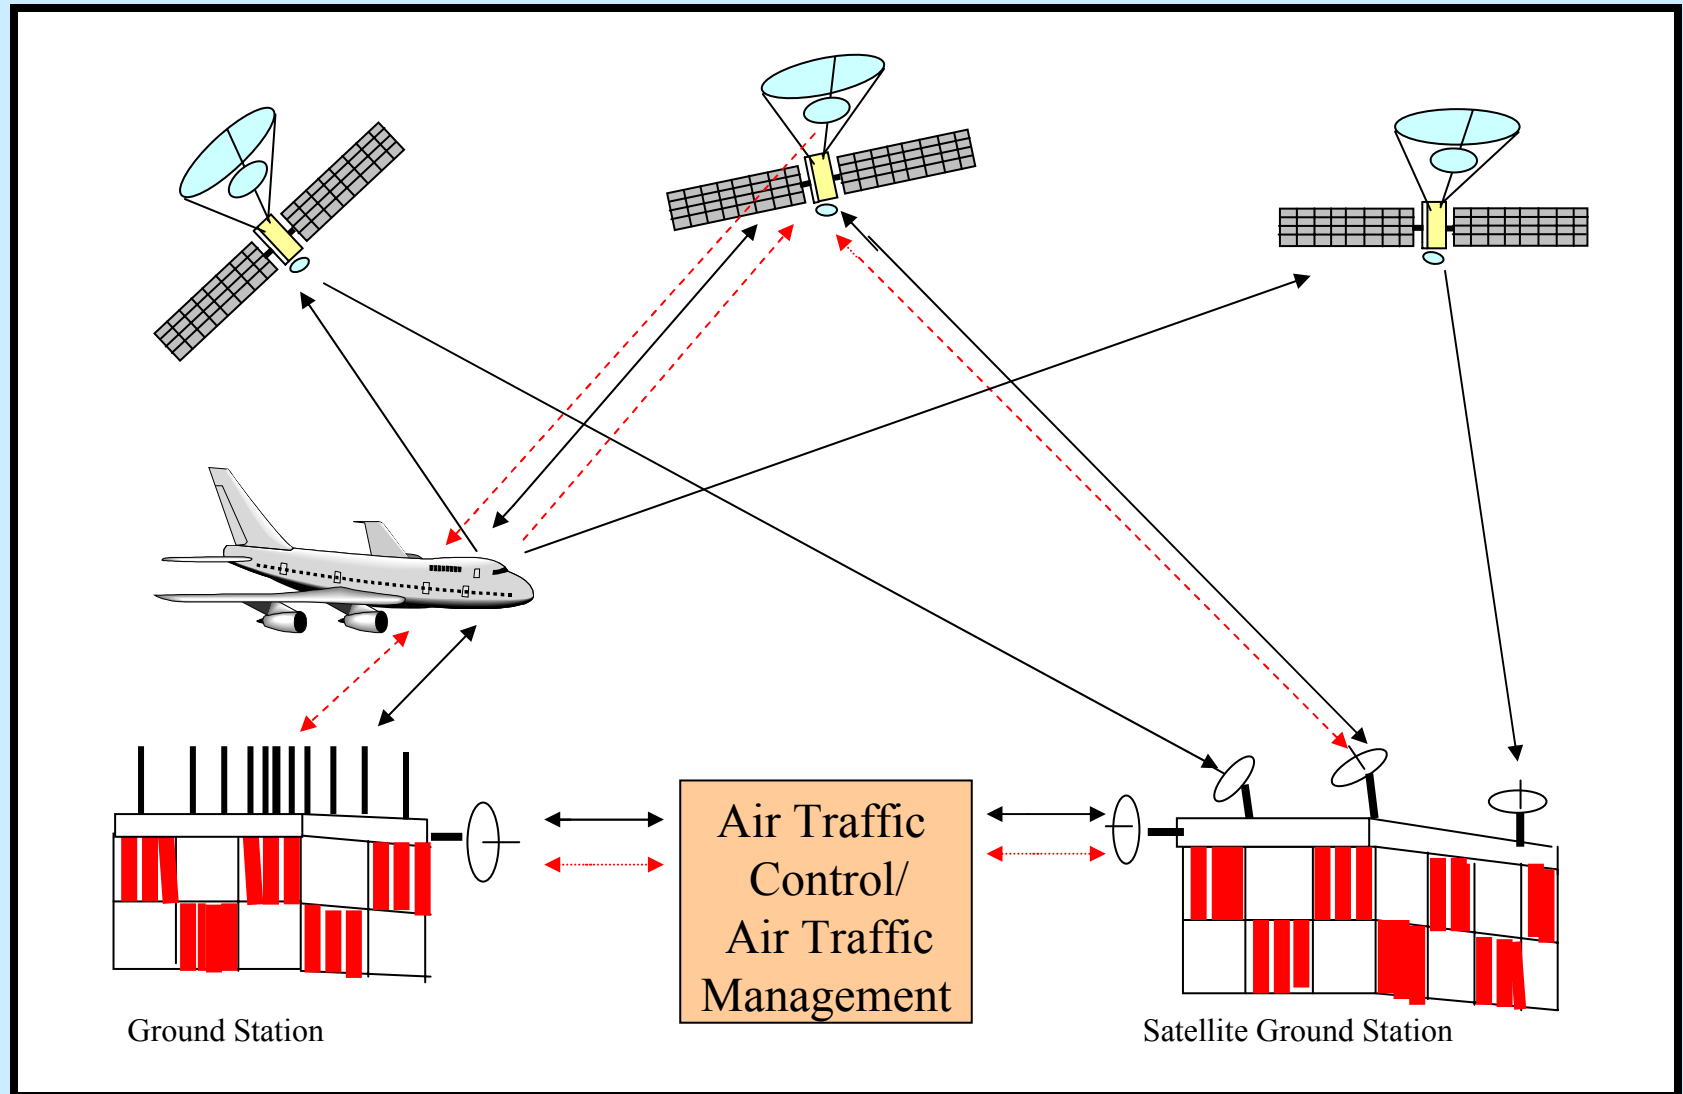 Air Traffic
Control/
Air Traffic
Management
Ground Station
Satellite Ground Station